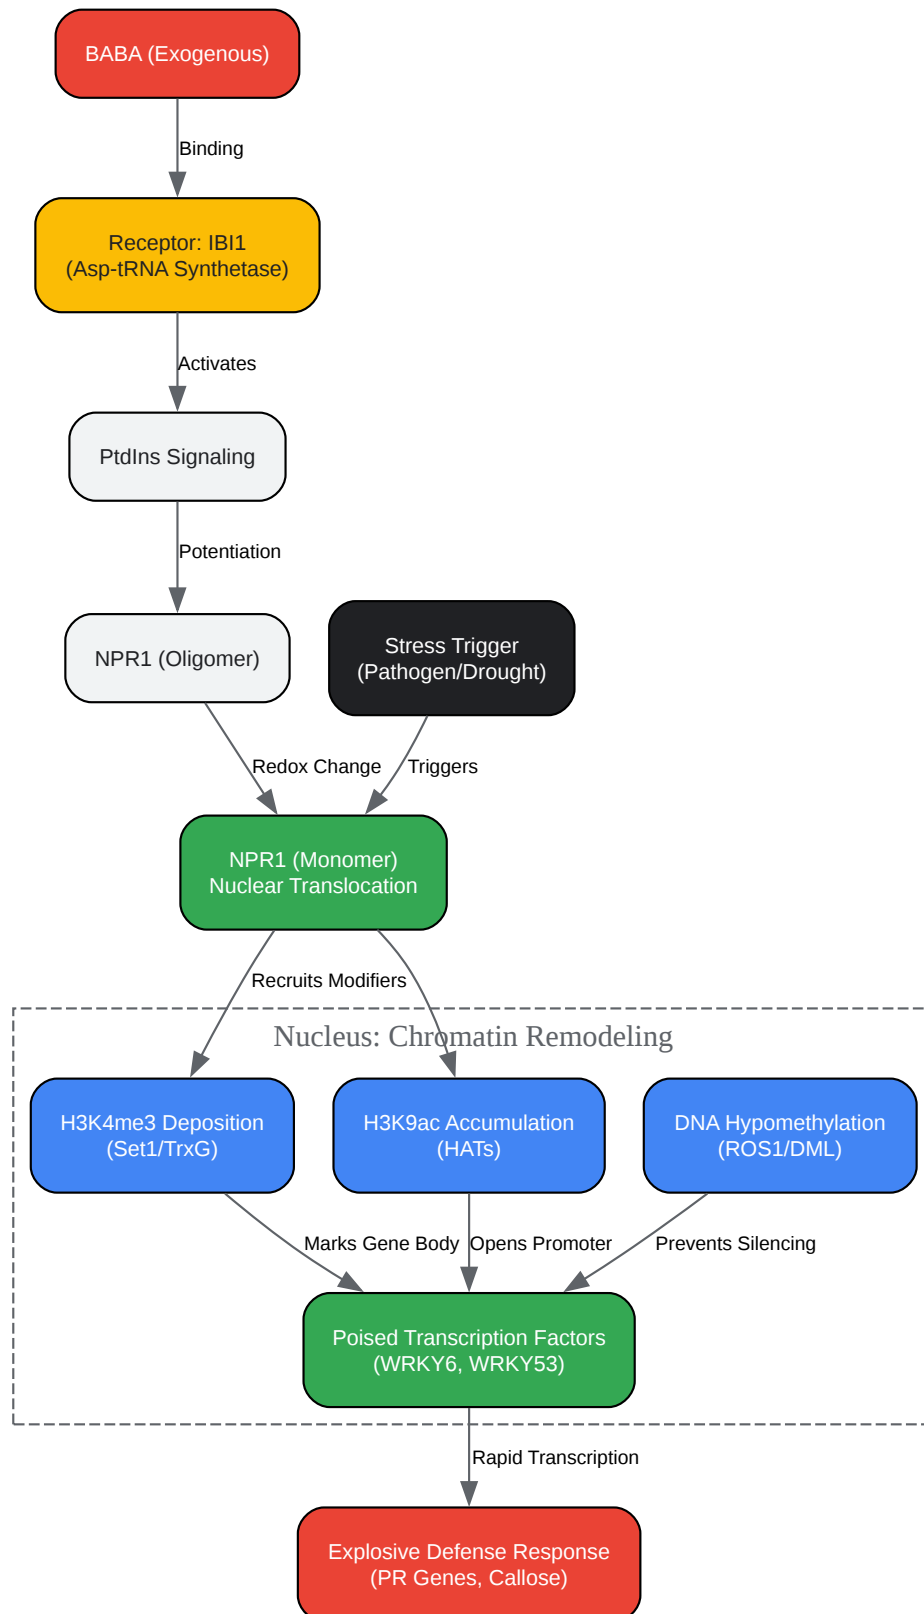 BABA (Exogenous)
Binding
Receptor: IBI1
(Asp-tRNA Synthetase)
Activates
PtdIns Signaling
Potentiation
NPR1 (Oligomer)
Stress Trigger
(Pathogen/Drought)
Redox Change
Triggers
NPR1 (Monomer)
Nuclear Translocation
Recruits Modifiers
Nucleus: Chromatin Remodeling
H3K4me3 Deposition
(Set1/TrxG)
H3K9ac Accumulation
(HATs)
DNA Hypomethylation
(ROS1/DML)
Marks Gene Body
Opens Promoter
Prevents Silencing
Poised Transcription Factors
(WRKY6, WRKY53)
Rapid Transcription
Explosive Defense Response
(PR Genes, Callose)